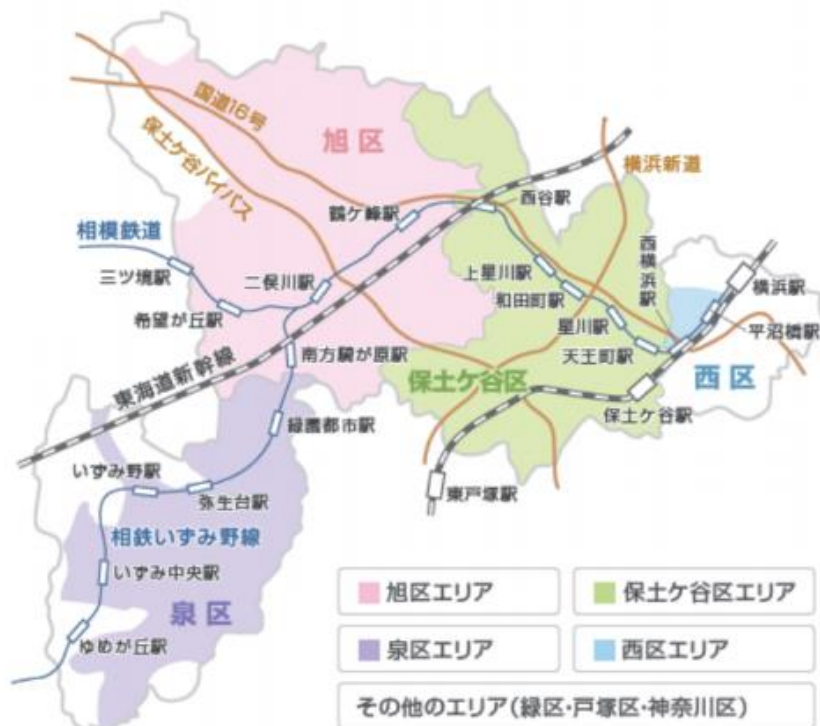 国道16号
旭区
保土ケ谷バイパス
横浜新道
鶴ケ峰駅
西谷駅
相模鉄道
三ツ境駅
二俣川駅
上星川駅
西横浜駅
横浜駅
和田町駅
希望が丘駅
星川駅
平沼橋駅
天王町駅
南万騎が原駅
東海道新幹線
保土ケ谷区
西区
保土ケ谷駅
緑園都市駅
いずみ野駅
弥生台駅
東戸塚駅
相鉄いずみ野線
いずみ中央駅
泉区
ゆめが丘駅
旭区エリア
保土ケ谷区エリア
泉区エリア
西区エリア
その他のエリア(緑区・戸塚区・神奈川区)